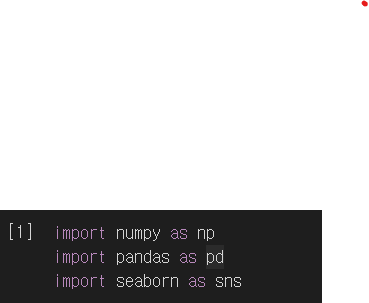 [1] import numpy as np
import pandas as pd
import seaborn as sns